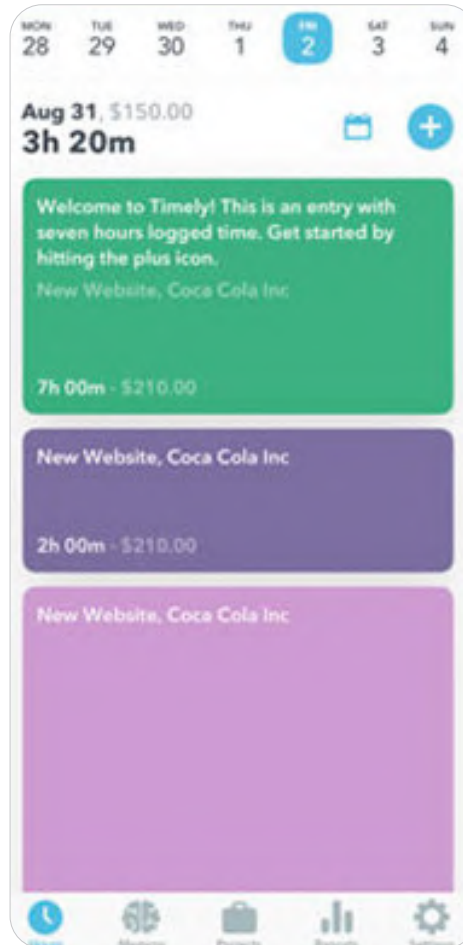 MON TUE WED THU FRI SAT SUN
28 29 30 1 2 3 4
Aug 31, $150.00
3h 20m
Welcome to Timely! This is an entry with
seven hours logged time. Get started by
hitting the plus icon.
New Website, Coca Cola Inc
7h 00m - $210.00
New Website, Coca Cola Inc
2h 00m - $210.00
New Website, Coca Cola Inc
Hours